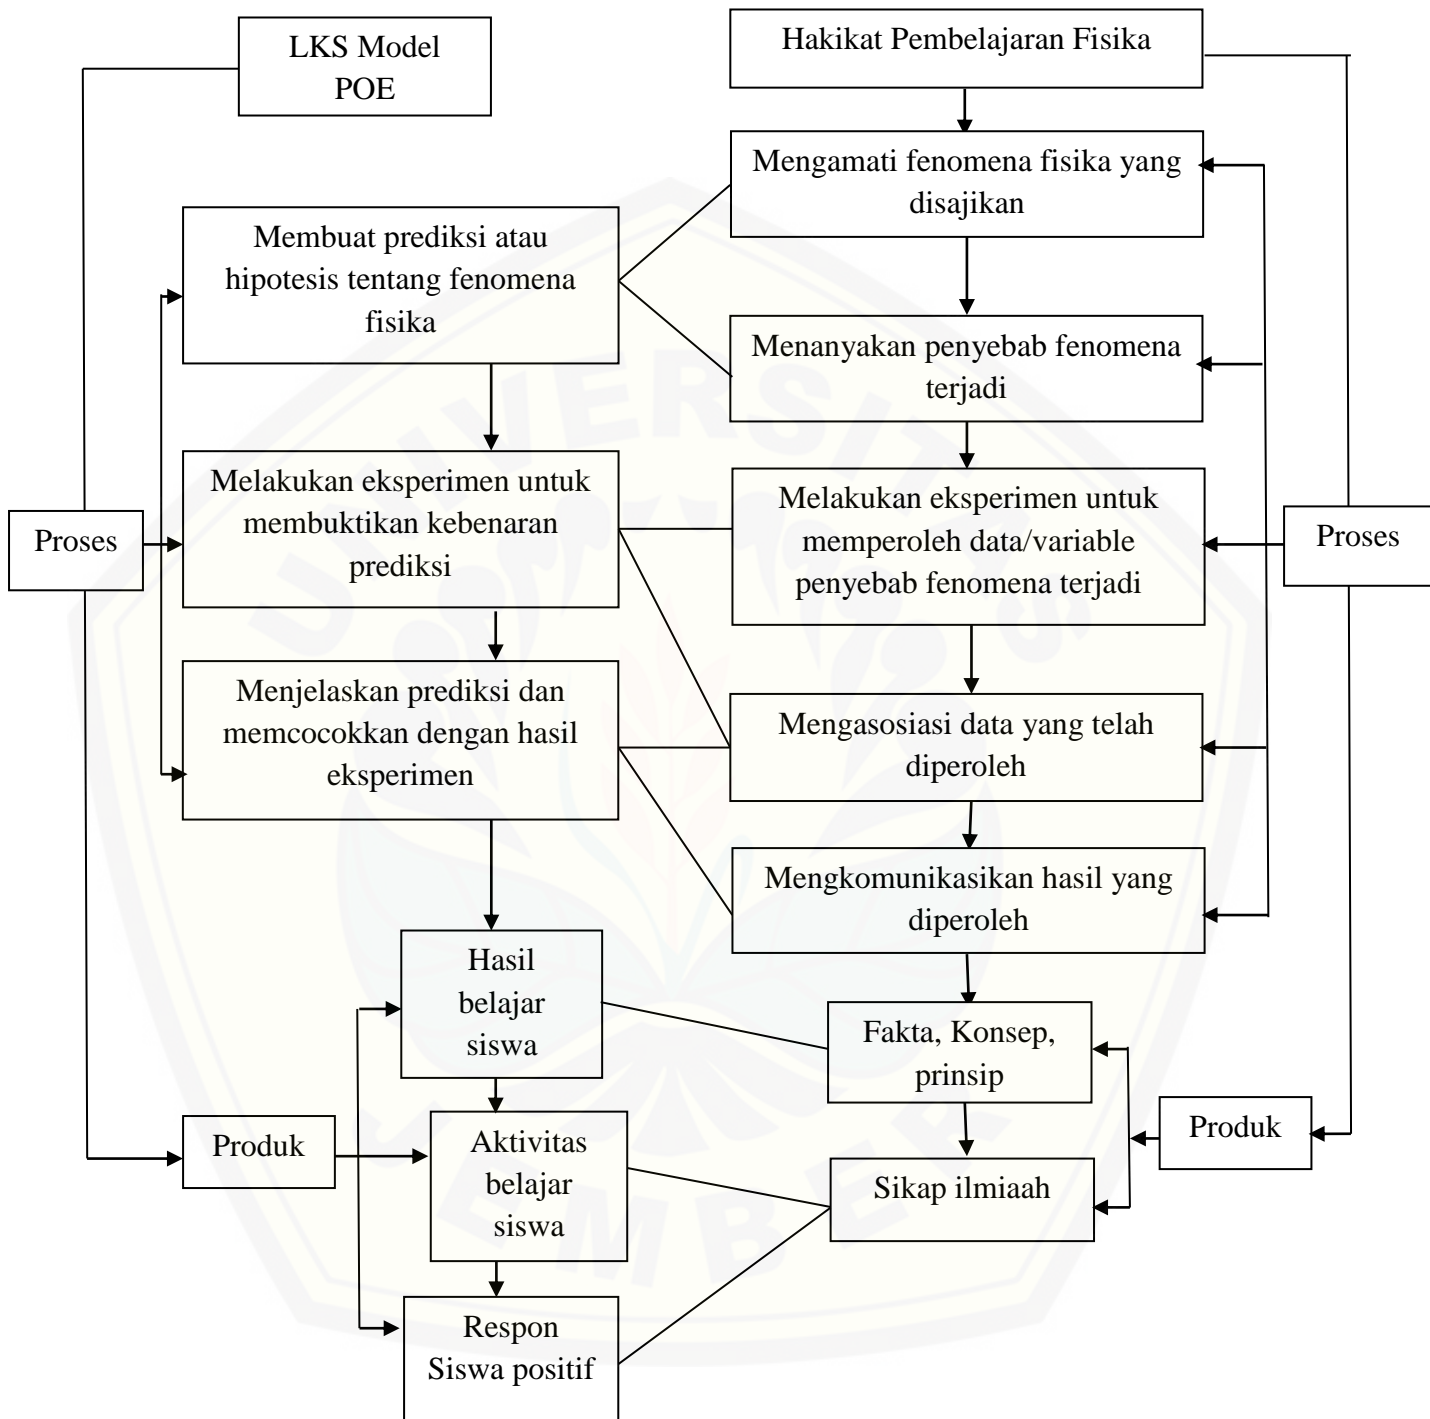 LKS Model
POE
Hakikat Pembelajaran Fisika
Mengamati fenomena fisika yang
disajikan
Membuat prediksi atau
hipotesis tentang fenomena
fisika
Menanyakan penyebab fenomena
terjadi
Melakukan eksperimen untuk
membuktikan kebenaran
prediksi
Melakukan eksperimen untuk
memperoleh data/variable
penyebab fenomena terjadi
Proses
Proses
Menjelaskan prediksi dan
memcocokkan dengan hasil
eksperimen
Mengasosiasi data yang telah
diperoleh
Mengkomunikasikan hasil yang
diperoleh
Hasil
belajar
siswa
Fakta, Konsep,
prinsip
Produk
Aktivitas
belajar
siswa
Produk
Sikap ilmiaah
Respon
Siswa positif
UNIVERSITAS
JEMBER